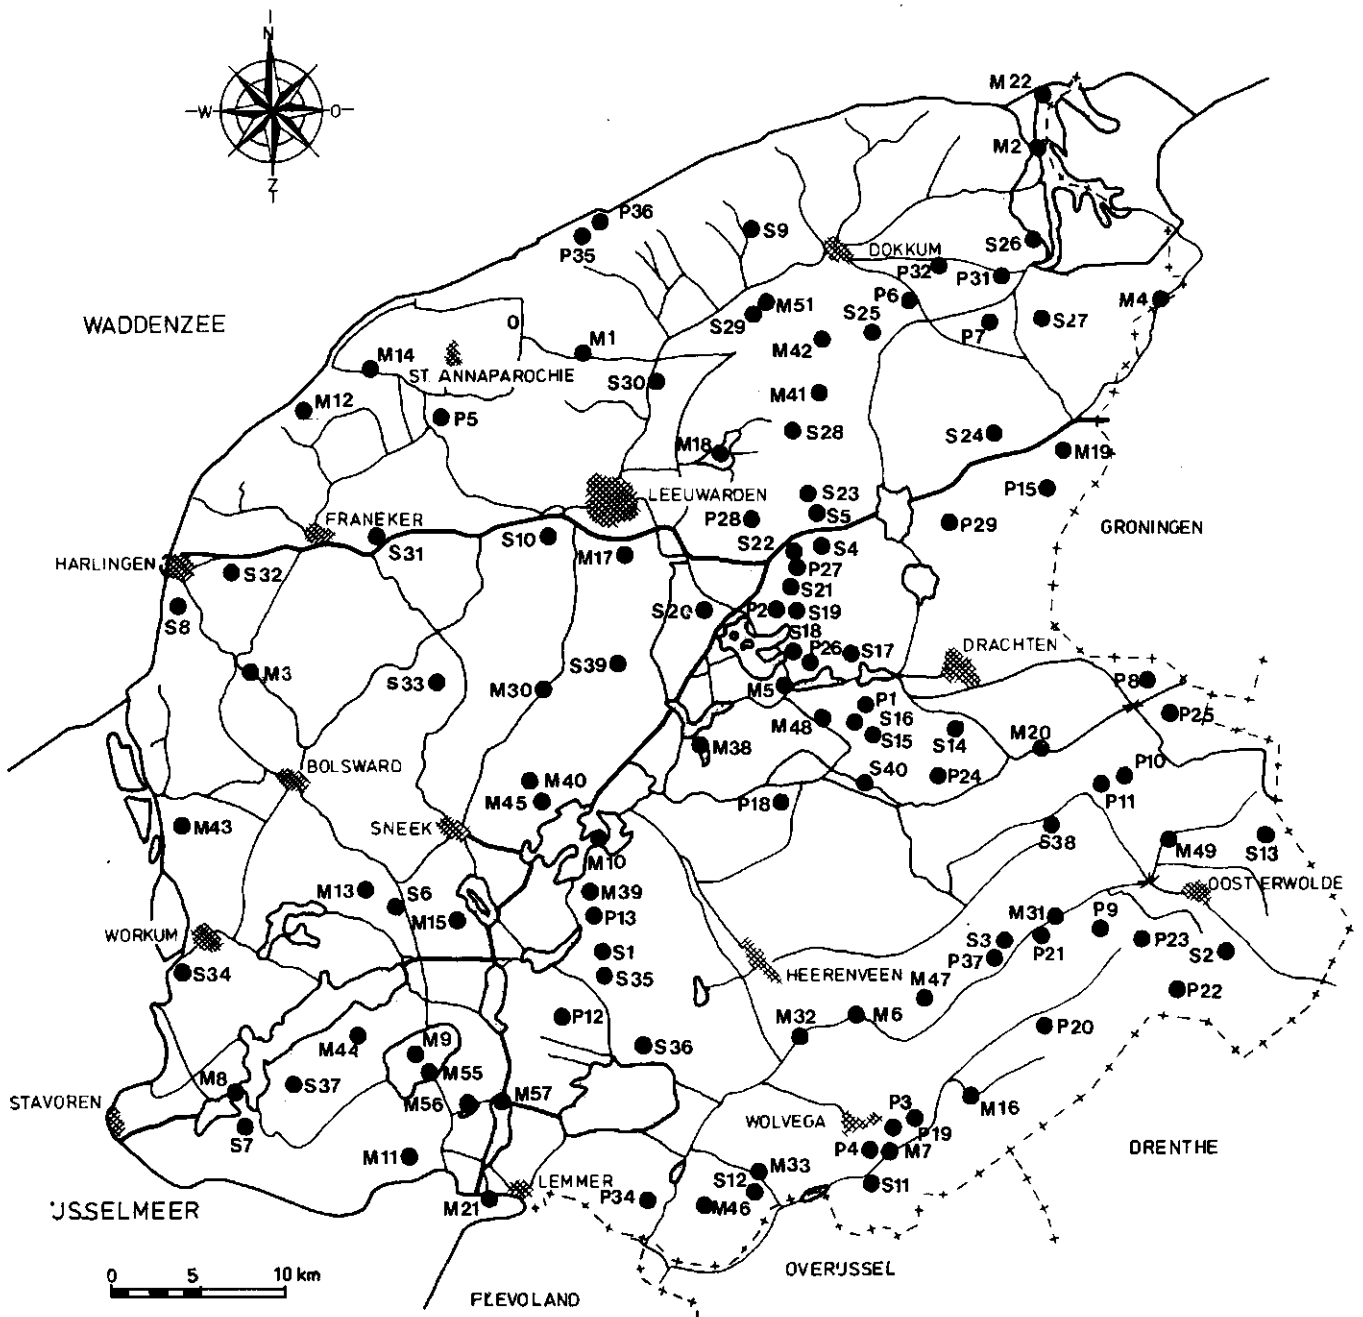 N
W
O
Z
M22
M2
P36
P35
S9
S26
DOKKUM
P32
P31
M51
P6
M4
S29
S25
P7
S27
WADDENZEE
O
M42
M1
M14
ST. ANNAPAROCHIE
S30
M12
M41
P5
S28
S24
M18
M19
LEEUWARDEN
S23
P15
FRANEKER
P28
S5
P29
GRONINGEN
S10
S31
S22
S4
HARLINGEN
M17
P27
S32
S21
S8
S20
P2
S19
S18
P26
S17
DRACHTEN
S39
M3
S33
M30
M5
P8
P1
P25
M48
S16
S15
S14
M20
M38
BOLSWARD
M40
S40
P24
P10
M45
P18
P11
SNEEK
M43
M10
S38
M49
S13
M13
S6
M39
OOSTERWOLDE
M15
P13
M31
P9
WORKUM
S1
S3
P21
P23
S2
S34
S35
HEERENVEEN
P37
M47
P22
P12
M6
M32
P20
M44
M9
S36
M55
M8
S37
M56
M57
STAVOREN
M16
P3
WOLVEGA
P19
S7
P4
M7
DRENTHE
M11
M33
LEMMER
S12
S11
P34
M46
M21
IJSSELMEER
0 5 10 km
OVERIJSSEL
FLEVOLAND